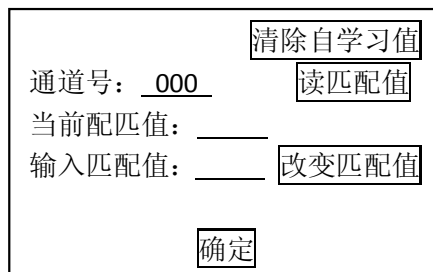 清除自学习值
通道号：000 读匹配值
当前配匹值：
输入匹配值： 改变匹配值
确定